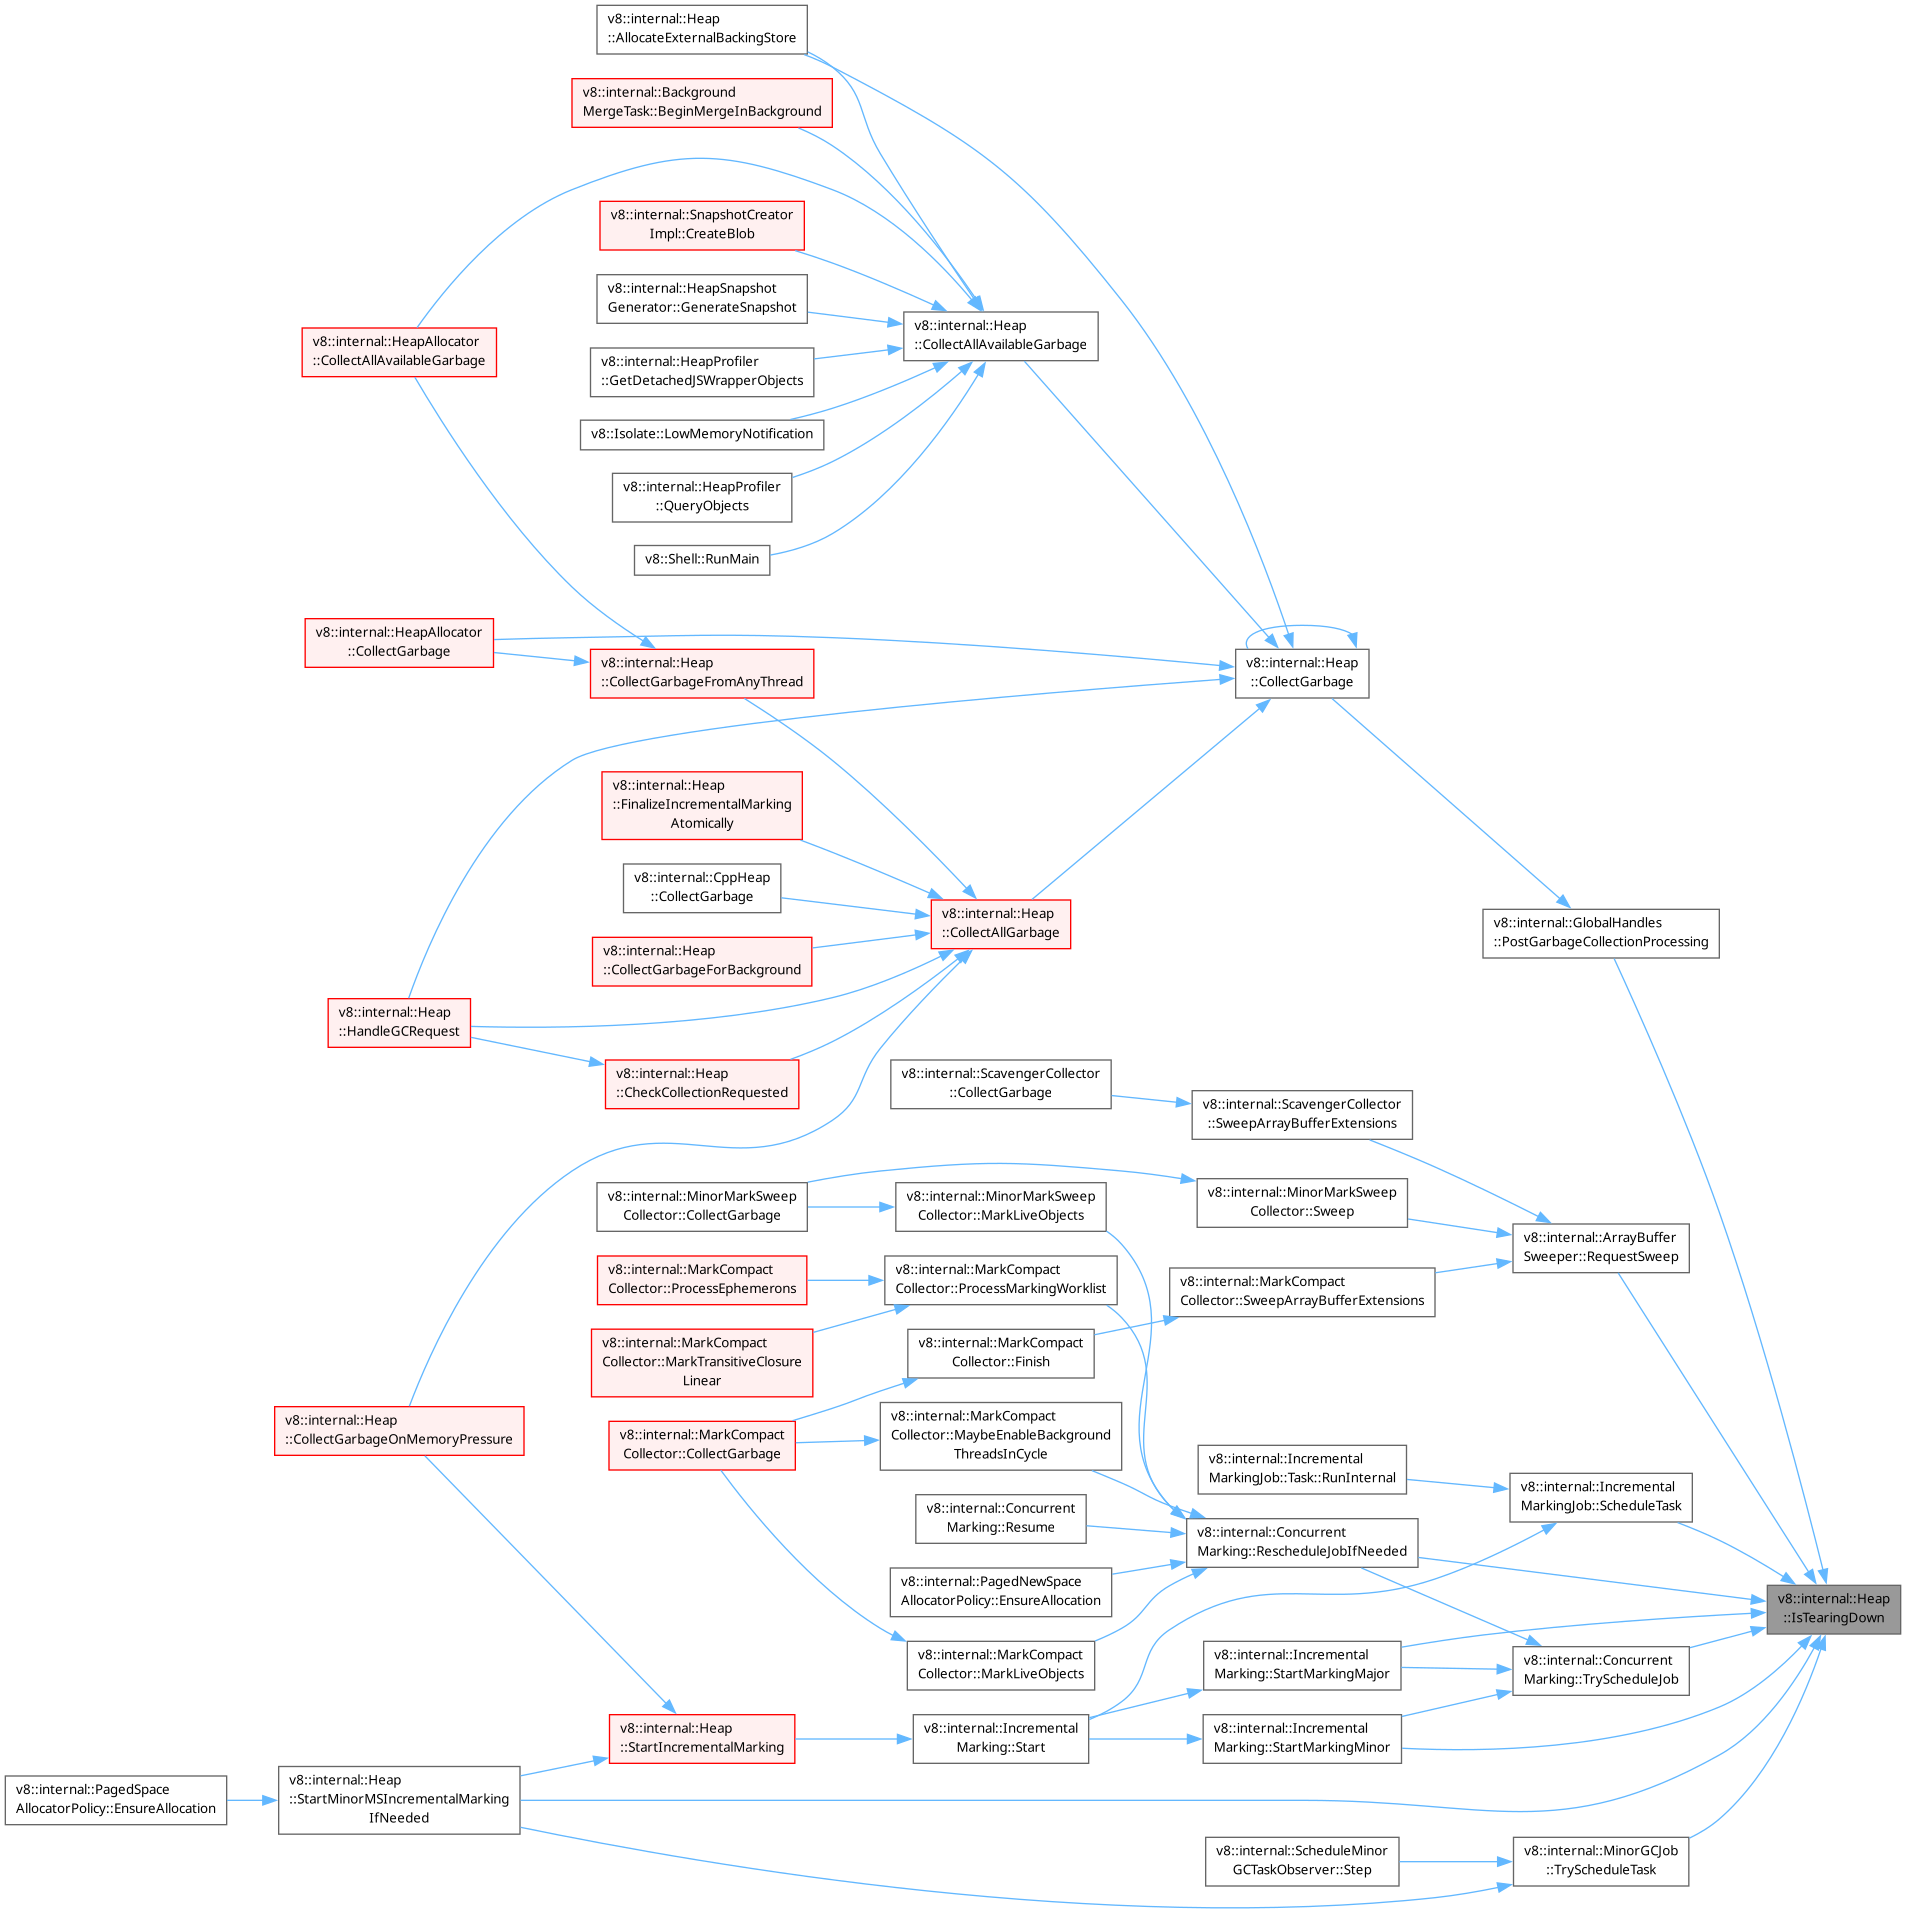 v8::internal::Heap
::AllocateExternalBackingStore
v8::internal::Background
MergeTask::BeginMergeInBackground
v8::internal::SnapshotCreator
Impl::CreateBlob
v8::internal::HeapSnapshot
Generator::GenerateSnapshot
v8::internal::Heap
::CollectAllAvailableGarbage
v8::internal::HeapAllocator
::CollectAllAvailableGarbage
v8::internal::HeapProfiler
::GetDetachedJSWrapperObjects
v8::Isolate::LowMemoryNotification
v8::internal::HeapProfiler
::QueryObjects
v8::Shell::RunMain
v8::internal::HeapAllocator
::CollectGarbage
v8::internal::Heap
::CollectGarbageFromAnyThread
v8::internal::Heap
::CollectGarbage
v8::internal::Heap
::FinalizeIncrementalMarking
Atomically
v8::internal::CppHeap
::CollectGarbage
v8::internal::Heap
::CollectAllGarbage
v8::internal::GlobalHandles
::PostGarbageCollectionProcessing
v8::internal::Heap
::CollectGarbageForBackground
v8::internal::Heap
::HandleGCRequest
v8::internal::Heap
::CheckCollectionRequested
v8::internal::ScavengerCollector
::CollectGarbage
v8::internal::ScavengerCollector
::SweepArrayBufferExtensions
v8::internal::MinorMarkSweep
Collector::CollectGarbage
v8::internal::MinorMarkSweep
Collector::MarkLiveObjects
v8::internal::MinorMarkSweep
Collector::Sweep
v8::internal::ArrayBuffer
Sweeper::RequestSweep
v8::internal::MarkCompact
Collector::ProcessEphemerons
v8::internal::MarkCompact
Collector::ProcessMarkingWorklist
v8::internal::MarkCompact
Collector::SweepArrayBufferExtensions
v8::internal::MarkCompact
Collector::MarkTransitiveClosure
Linear
v8::internal::MarkCompact
Collector::Finish
v8::internal::Heap
::CollectGarbageOnMemoryPressure
v8::internal::MarkCompact
Collector::CollectGarbage
v8::internal::MarkCompact
Collector::MaybeEnableBackground
ThreadsInCycle
v8::internal::Incremental
MarkingJob::Task::RunInternal
v8::internal::Incremental
MarkingJob::ScheduleTask
v8::internal::Concurrent
Marking::Resume
v8::internal::Concurrent
Marking::RescheduleJobIfNeeded
v8::internal::PagedNewSpace
AllocatorPolicy::EnsureAllocation
v8::internal::Heap
::IsTearingDown
v8::internal::MarkCompact
Collector::MarkLiveObjects
v8::internal::Incremental
Marking::StartMarkingMajor
v8::internal::Concurrent
Marking::TryScheduleJob
v8::internal::Heap
::StartIncrementalMarking
v8::internal::Incremental
Marking::Start
v8::internal::Incremental
Marking::StartMarkingMinor
v8::internal::PagedSpace
AllocatorPolicy::EnsureAllocation
v8::internal::Heap
::StartMinorMSIncrementalMarking
IfNeeded
v8::internal::ScheduleMinor
GCTaskObserver::Step
v8::internal::MinorGCJob
::TryScheduleTask